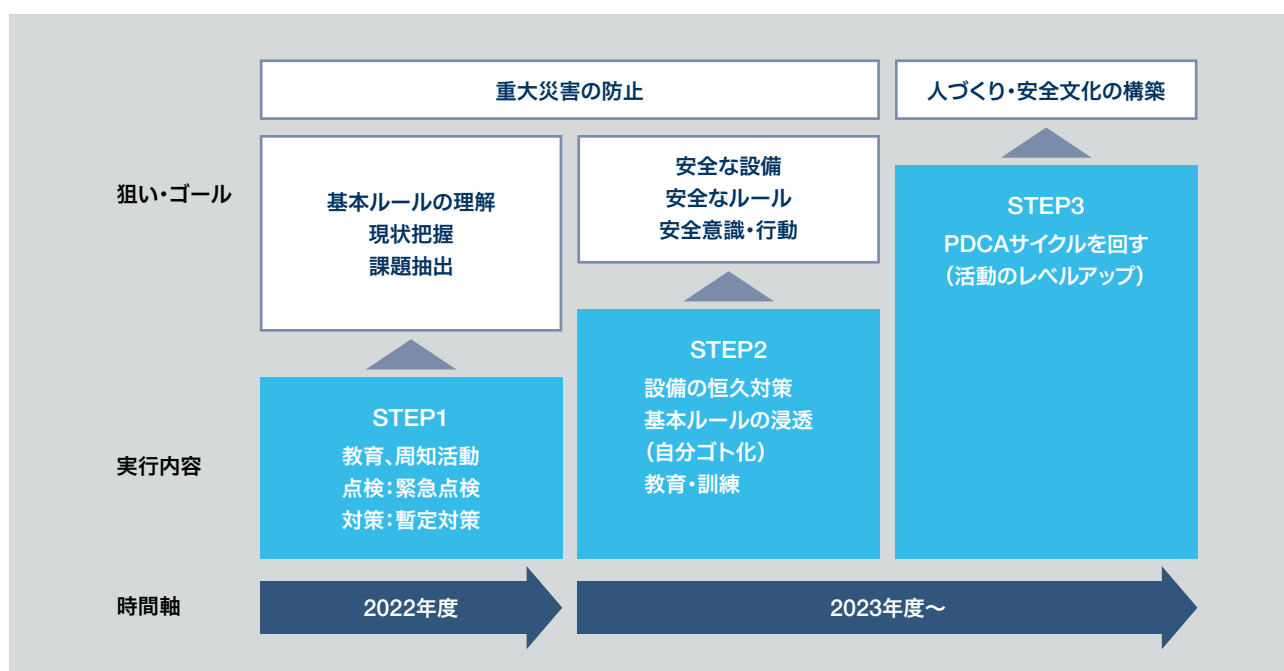 重大災害の防止
人づくり・安全文化の構築
狙い・ゴール
基本ルールの理解
現状把握
課題抽出
安全な設備
安全なルール
安全意識・行動
実行内容
STEP1
教育、周知活動
点検：緊急点検
対策：暫定対策
STEP2
設備の恒久対策
基本ルールの浸透
（自分ゴト化）
教育・訓練
STEP3
PDCAサイクルを回す
（活動のレベルアップ）
時間軸
2022年度
2023年度～